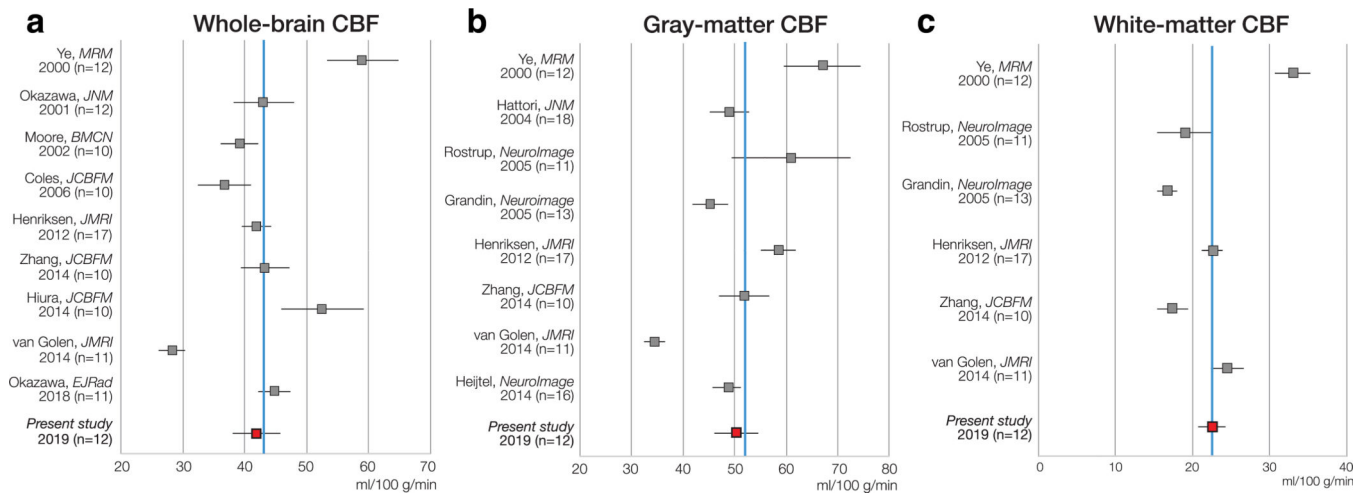 a
Whole-brain CBF
Ye, MRM
2000 (n=12)
Okazawa, JNM
2001 (n=12)
Moore, BMCN
2002 (n=10)
Coles, JCBFM
2006 (n=10)
Henriksen, JMRI
2012 (n=17)
Zhang, JCBFM
2014 (n=10)
Hiura, JCBFM
2014 (n=10)
van Golen, JMRI
2014 (n=11)
Okazawa, EJRad
2018 (n=11)
Present study
2019 (n=12)
20 30 40 50 60 70
ml/100 g/min
b
Gray-matter CBF
Ye, MRM
2000 (n=12)
Hattori, JNM
2004 (n=18)
Rostrup, NeuroImage
2005 (n=11)
Grandin, Neuroimage
2005 (n=13)
Henriksen, JMRI
2012 (n=17)
Zhang, JCBFM
2014 (n=10)
van Golen, JMRI
2014 (n=11)
Heijtel, NeuroImage
2014 (n=16)
Present study
2019 (n=12)
20 30 40 50 60 70 80
ml/100 g/min
c
White-matter CBF
Ye, MRM
2000 (n=12)
Rostrup, NeuroImage
2005 (n=11)
Grandin, NeuroImage
2005 (n=13)
Henriksen, JMRI
2012 (n=17)
Zhang, JCBFM
2014 (n=10)
van Golen, JMRI
2014 (n=11)
Present study
2019 (n=12)
0 10 20 30 40
ml/100 g/min